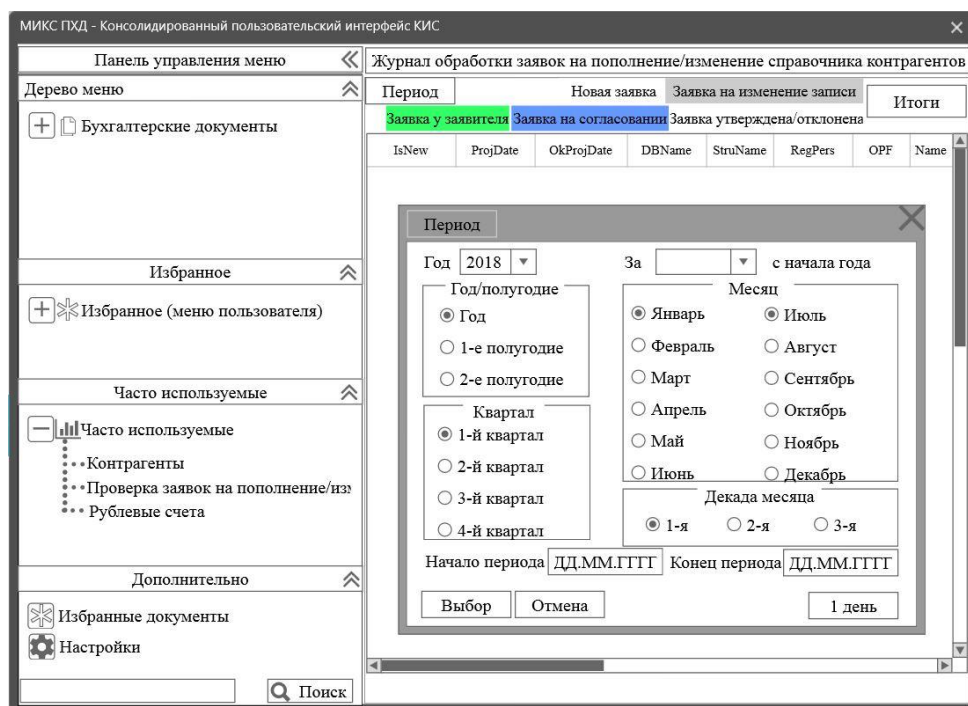 МИКС ПХД - Консолидированный пользовательский интерфейс КИС
Панель управления меню
Дерево меню
Бухгалтерские документы
Избранное
Избранное (меню пользователя)
Часто используемые
Часто используемые
Контрагенты
Проверка заявок на пополнение/из
Рублевые счета
Дополнительно
Избранные документы
Настройки
Поиск
Журнал обработки заявок на пополнение/изменение справочника контрагентов
Период Новая заявка Заявка на изменение записи Итоги
Заявка у заявителя Заявка на согласовании Заявка утверждена/отклонена
IsNew ProjDate OkProjDate DBName StruName RegPers OPF Name
Период
Год 2018 За с начала года
Год/полугодие
Год
1-е полугодие
2-е полугодие
Квартал
1-й квартал
2-й квартал
3-й квартал
4-й квартал
Месяц
Январь Июль
Февраль Август
Март Сентябрь
Апрель Октябрь
Май Ноябрь
Июнь Декабрь
Декада месяца
1-я 2-я 3-я
Начало периода ДД.ММ.ГГГГ Конец периода ДД.ММ.ГГГГ
Выбор Отмена 1 день